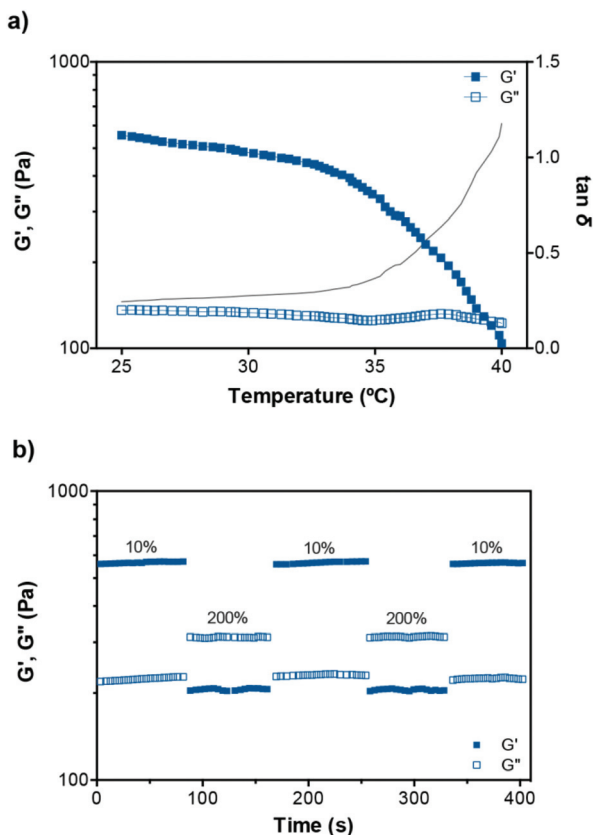 a)
1000
1.5
G'
G"
1.0
G', G" (Pa)
tan δ
0.5
100
0.0
25
30
35
40
Temperature (ºC)
b)
1000
10%
10%
10%
G', G" (Pa)
200%
200%
G'
G"
100
0
100
200
300
400
Time (s)